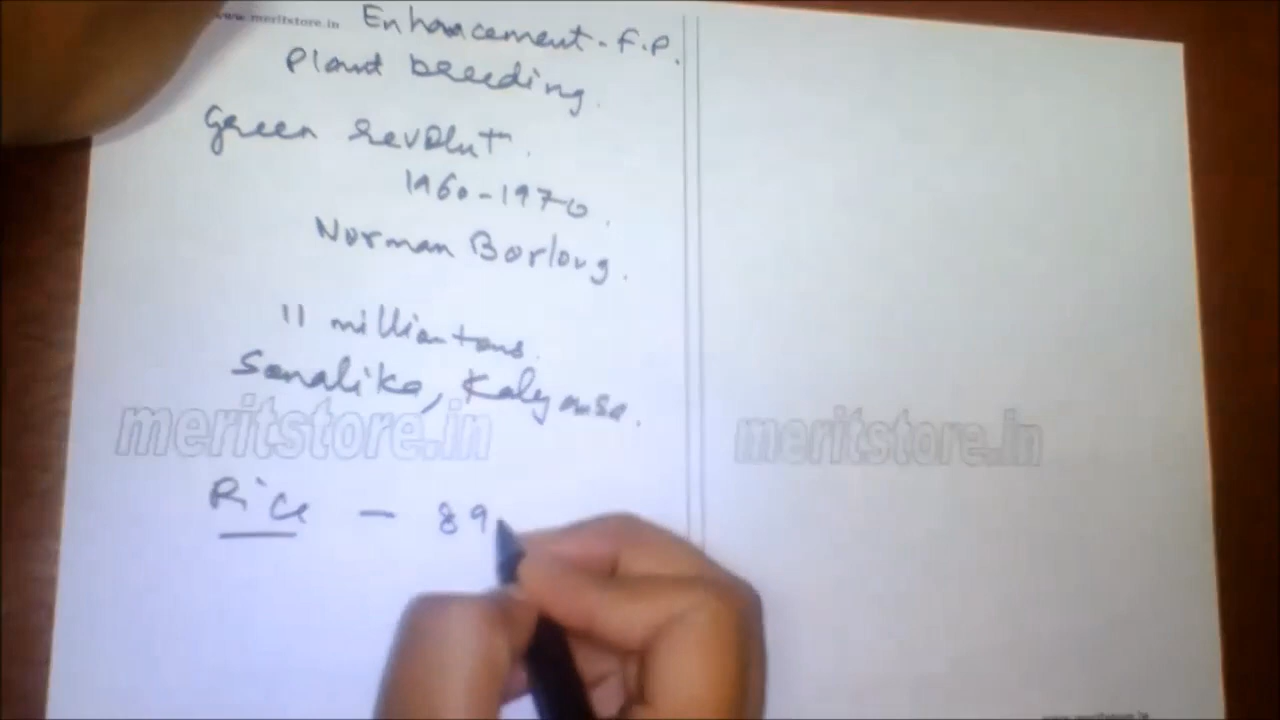 www.meritstore.in
Enhancement - F.P.
Plant breeding.
Green revolut.
1960-1970.
Norman Borloug.
11 million tons.
Sonalika, Kalyansa.
meritstore.in meritstore.in
Rice - 89